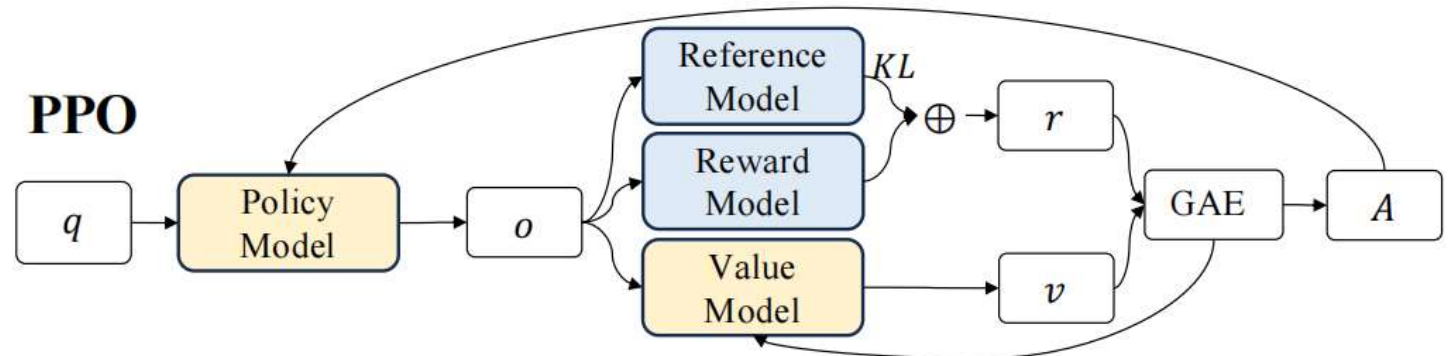 PPO
q
Policy
Model
o
Reference
Model
Reward
Model
Value
Model
KL
⊕
r
v
GAE
A